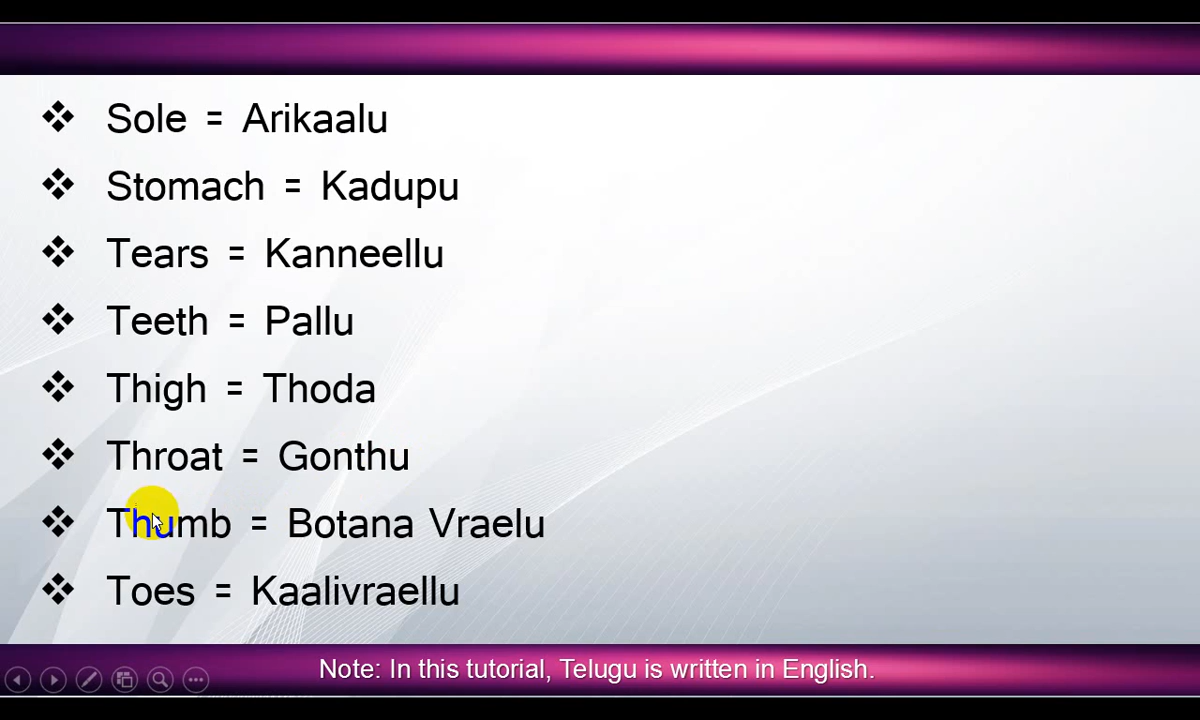 ❖ Sole = Arikaalu
❖ Stomach = Kadupu
❖ Tears = Kanneellu
❖ Teeth = Pallu
❖ Thigh = Thoda
❖ Throat = Gonthu
❖ Thumb = Botana Vraelu
❖ Toes = Kaalivraellu
Note: In this tutorial, Telugu is written in English.